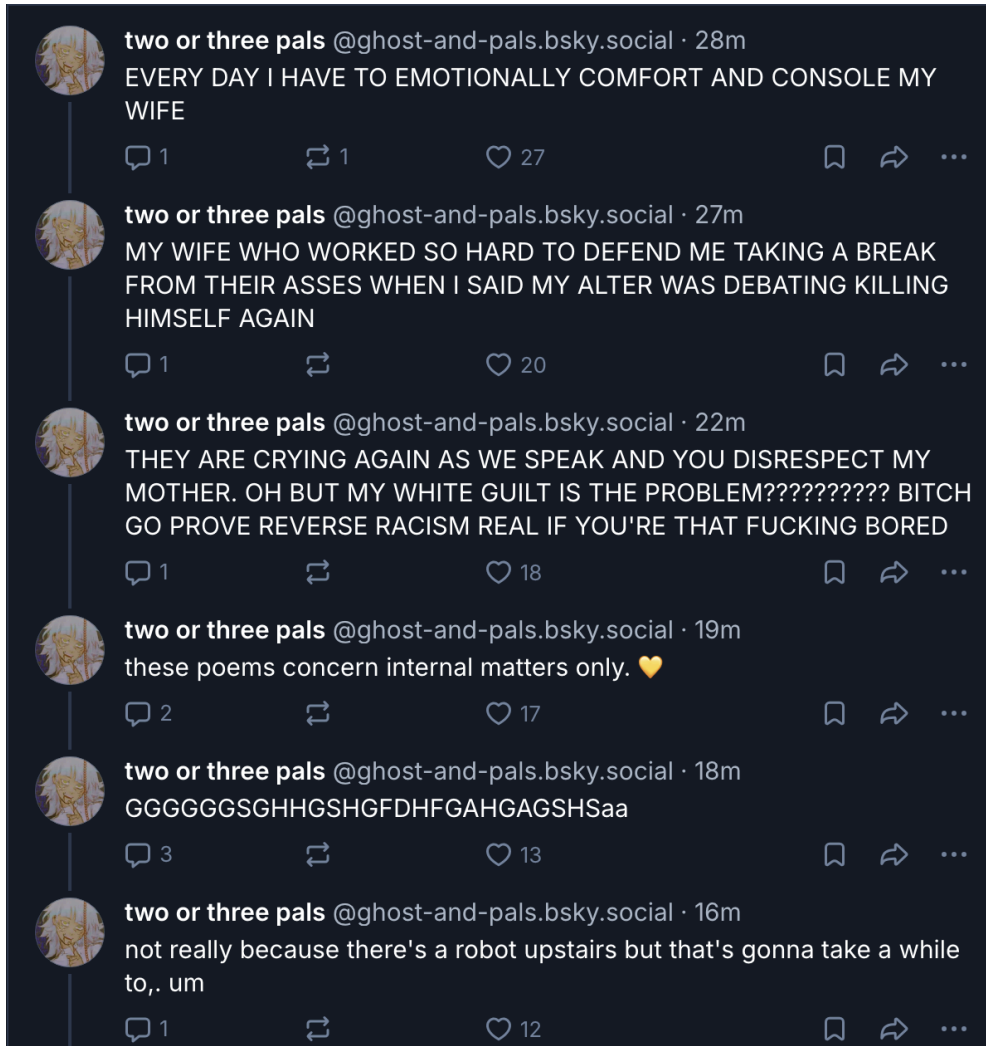 two or three pals @ghost-and-pals.bsky.social · 28m
EVERY DAY I HAVE TO EMOTIONALLY COMFORT AND CONSOLE MY
WIFE
1 1 27
two or three pals @ghost-and-pals.bsky.social · 27m
MY WIFE WHO WORKED SO HARD TO DEFEND ME TAKING A BREAK
FROM THEIR ASSES WHEN I SAID MY ALTER WAS DEBATING KILLING
HIMSELF AGAIN
1 20
two or three pals @ghost-and-pals.bsky.social · 22m
THEY ARE CRYING AGAIN AS WE SPEAK AND YOU DISRESPECT MY
MOTHER. OH BUT MY WHITE GUILT IS THE PROBLEM?????????? BITCH
GO PROVE REVERSE RACISM REAL IF YOU'RE THAT FUCKING BORED
1 18
two or three pals @ghost-and-pals.bsky.social · 19m
these poems concern internal matters only. 💛
2 17
two or three pals @ghost-and-pals.bsky.social · 18m
GGGGGGSGHHGSHGFDHFGAHGAGSHSaa
3 13
two or three pals @ghost-and-pals.bsky.social · 16m
not really because there's a robot upstairs but that's gonna take a while
to,. um
1 12